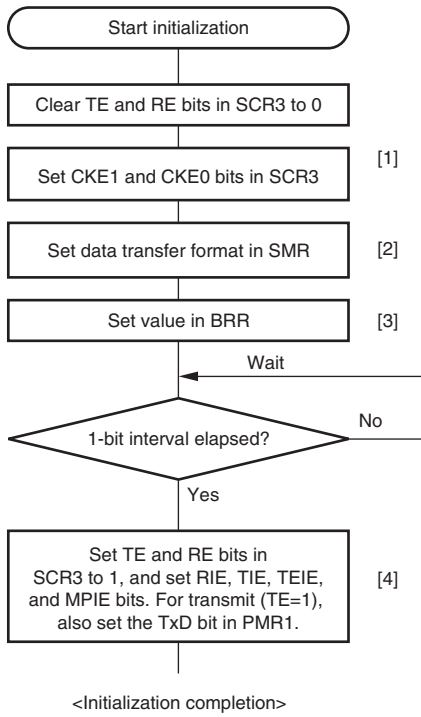 Start initialization
Clear TE and RE bits in SCR3 to 0
[1]
Set CKE1 and CKE0 bits in SCR3
Set data transfer format in SMR
[2]
Set value in BRR
[3]
Wait
1-bit interval elapsed?
No
Yes
Set TE and RE bits in
SCR3 to 1, and set RIE, TIE, TEIE,
and MPIE bits. For transmit (TE=1),
also set the TxD bit in PMR1.
[4]
<Initialization completion>